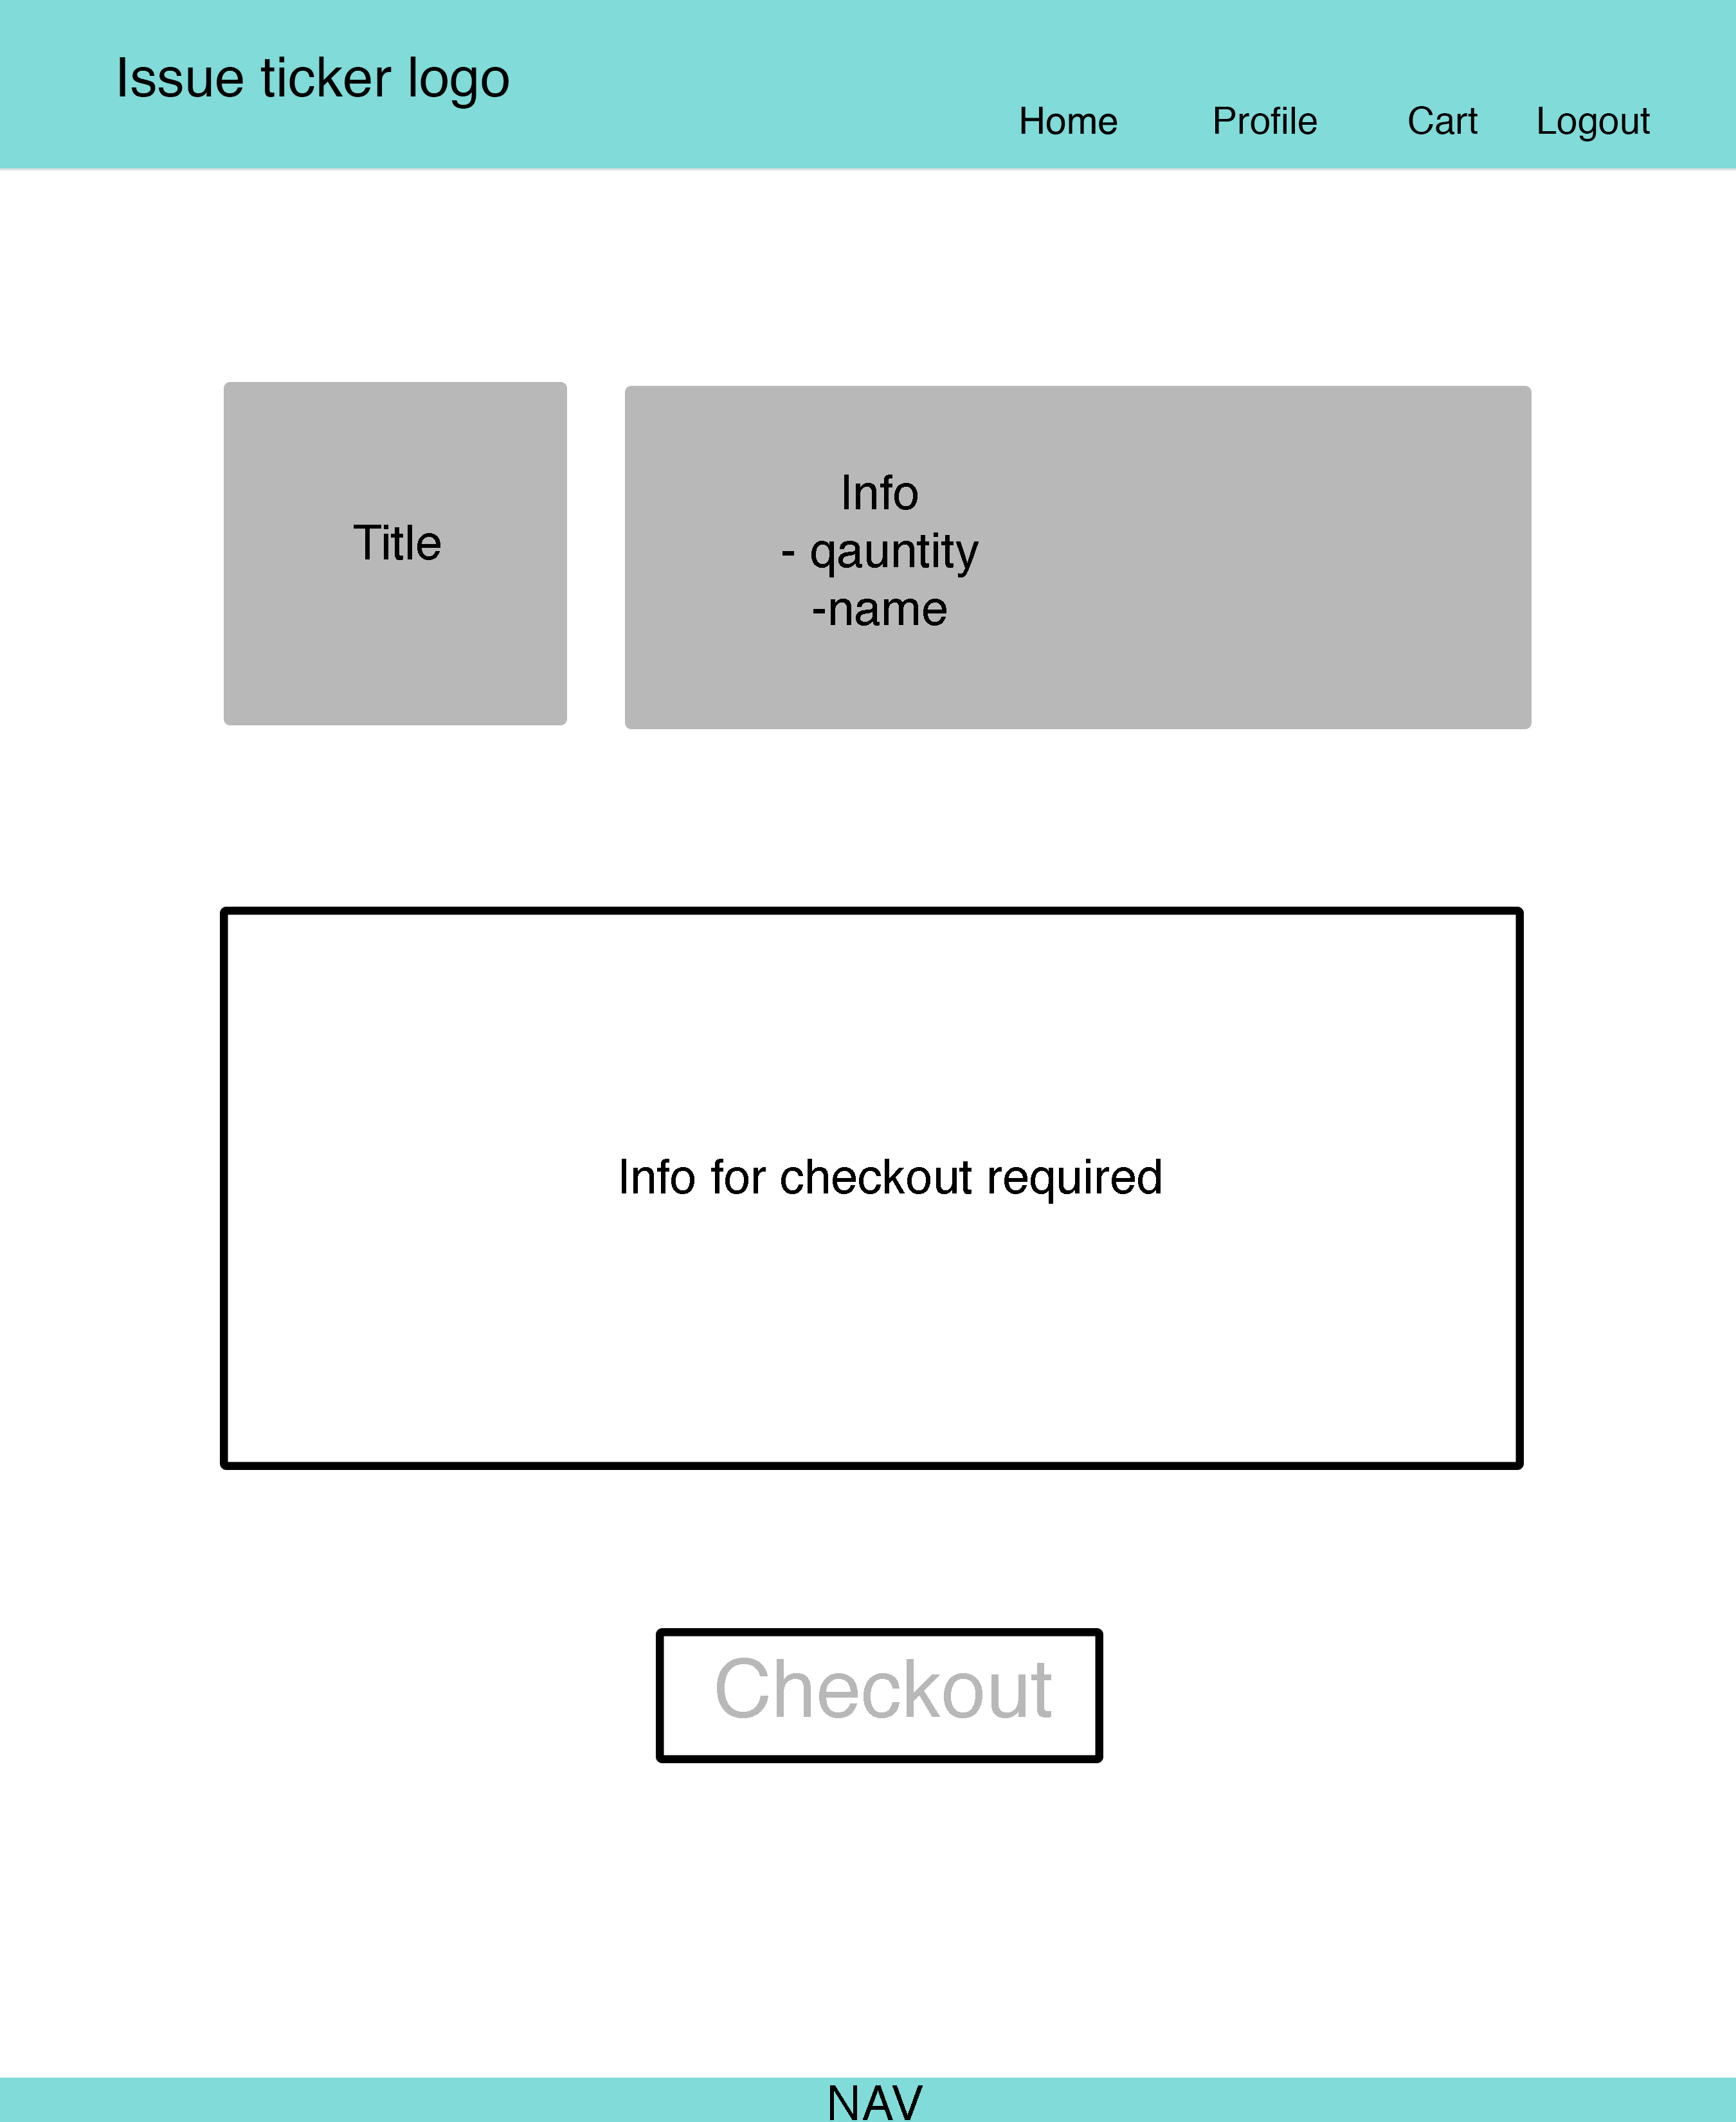 Issue ticker logo
Home Profile Cart Logout
Title
Info
- qauntity
-name
Info for checkout required
Checkout
NAV